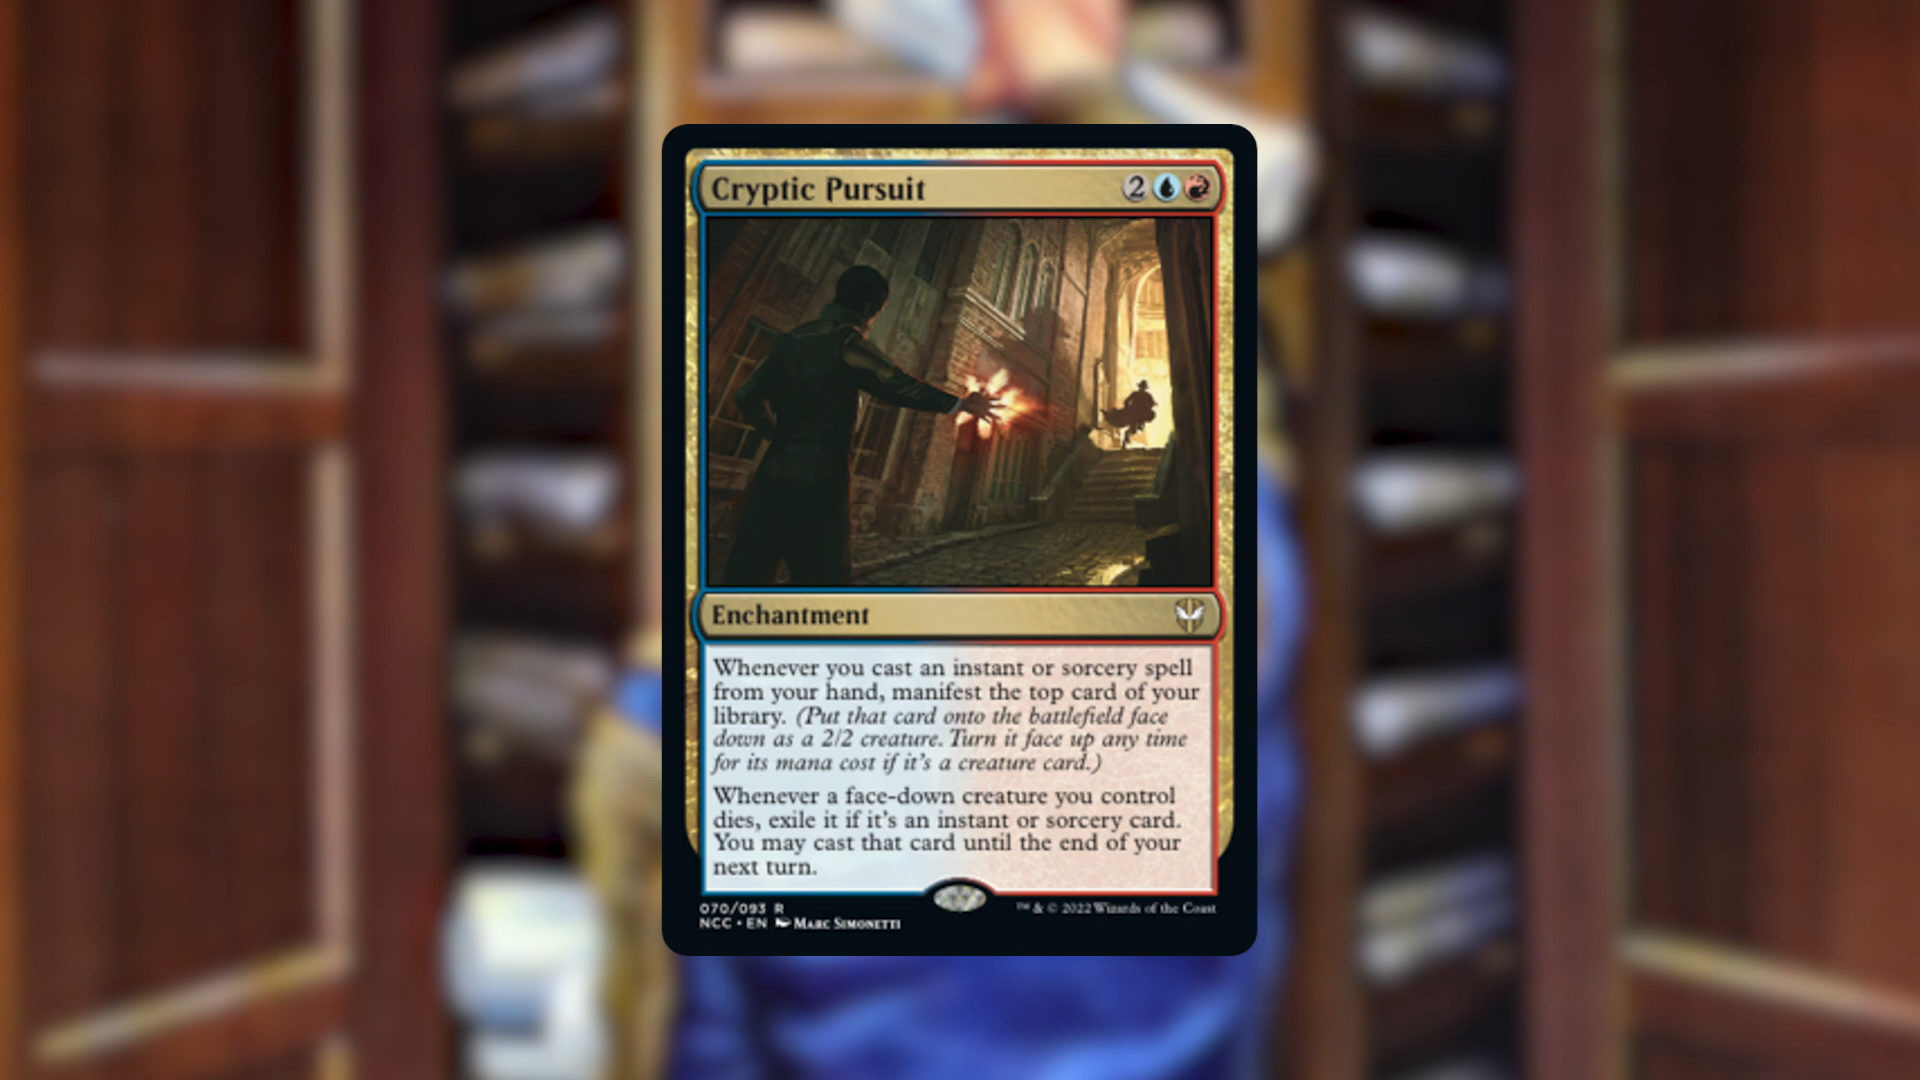 Cryptic Pursuit 2
Enchantment
Whenever you cast an instant or sorcery spell
from your hand, manifest the top card of your
library. (Put that card onto the battlefield face
down as a 2/2 creature. Turn it face up any time
for its mana cost if it's a creature card.)
Whenever a face-down creature you control
dies, exile it if it's an instant or sorcery card.
You may cast that card until the end of your
next turn.
070/093 R
™ & © 2022 Wizards of the Coast
NCC • EN Marc Simonetti